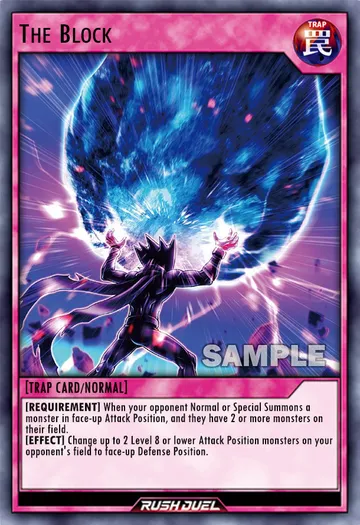 THE BLOCK
TRAP
罠
SAMPLE
[TRAP CARD/NORMAL]
[REQUIREMENT] When your opponent Normal or Special Summons a
monster in face-up Attack Position, and they have 2 or more monsters on
their field.
[EFFECT] Change up to 2 Level 8 or lower Attack Position monsters on your
opponent's field to face-up Defense Position.
RUSH DUEL